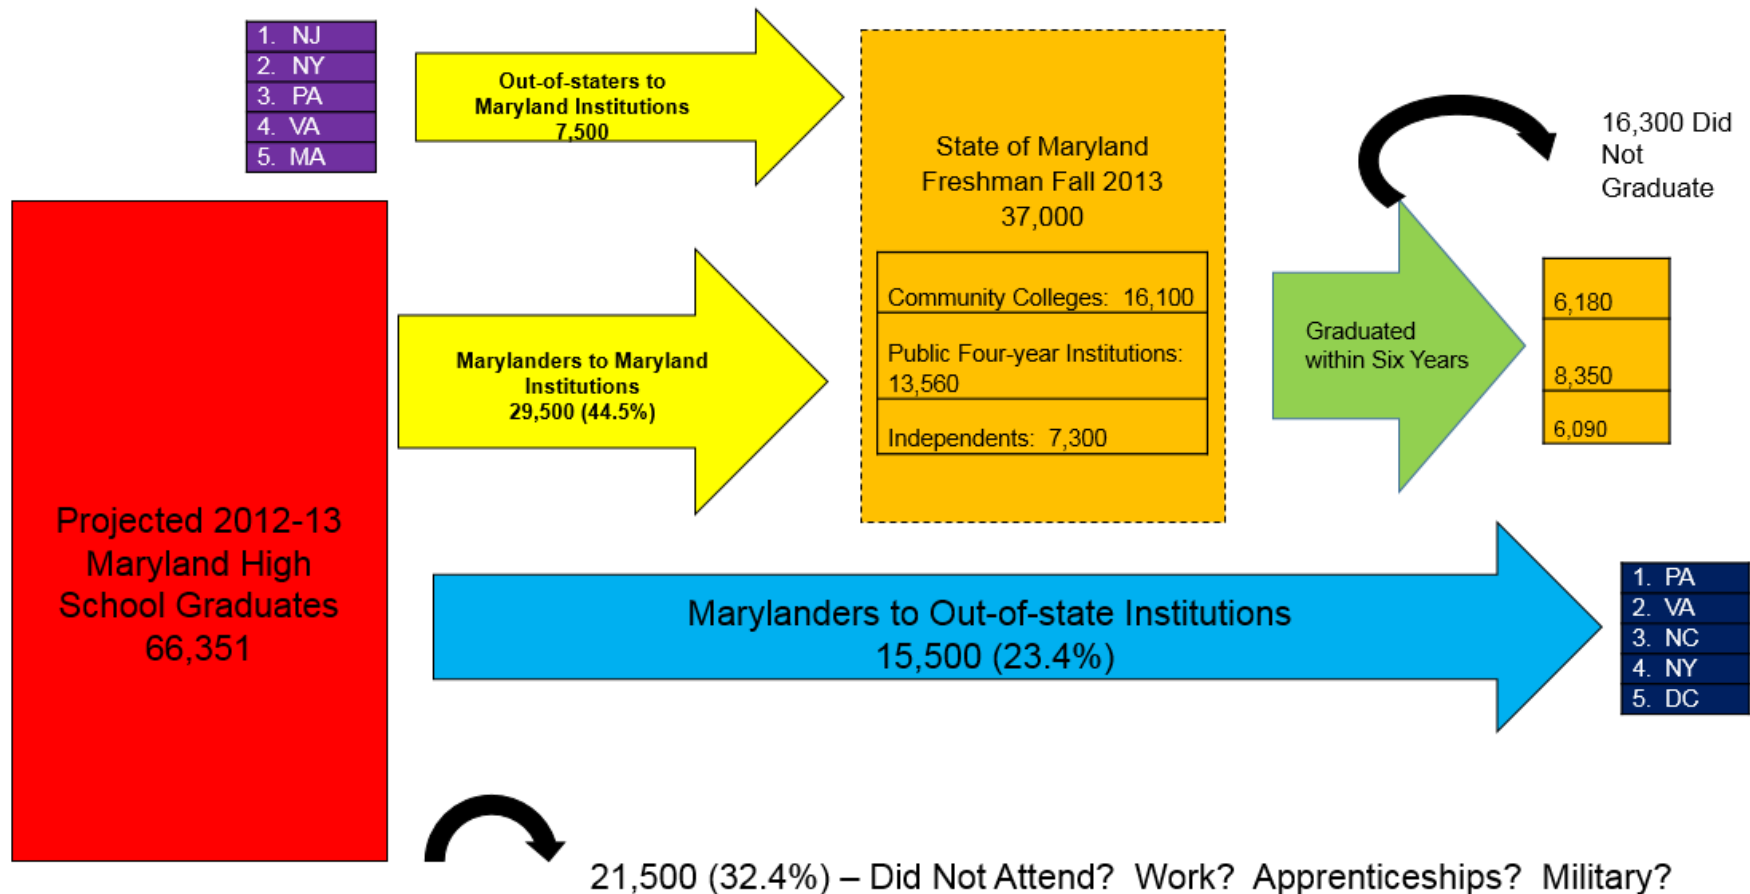 1. NJ
2. NY
3. PA
4. VA
5. MA
Out-of-staters to
Maryland Institutions
7,500
State of Maryland
Freshman Fall 2013
37,000
Community Colleges: 16,100
Public Four-year Institutions:
13,560
Independents: 7,300
16,300 Did
Not
Graduate
Graduated
within Six Years
6,180
8,350
6,090
Marylanders to Maryland
Institutions
29,500 (44.5%)
Projected 2012-13
Maryland High
School Graduates
66,351
Marylanders to Out-of-state Institutions
15,500 (23.4%)
1. PA
2. VA
3. NC
4. NY
5. DC
21,500 (32.4%) – Did Not Attend? Work? Apprenticeships? Military?